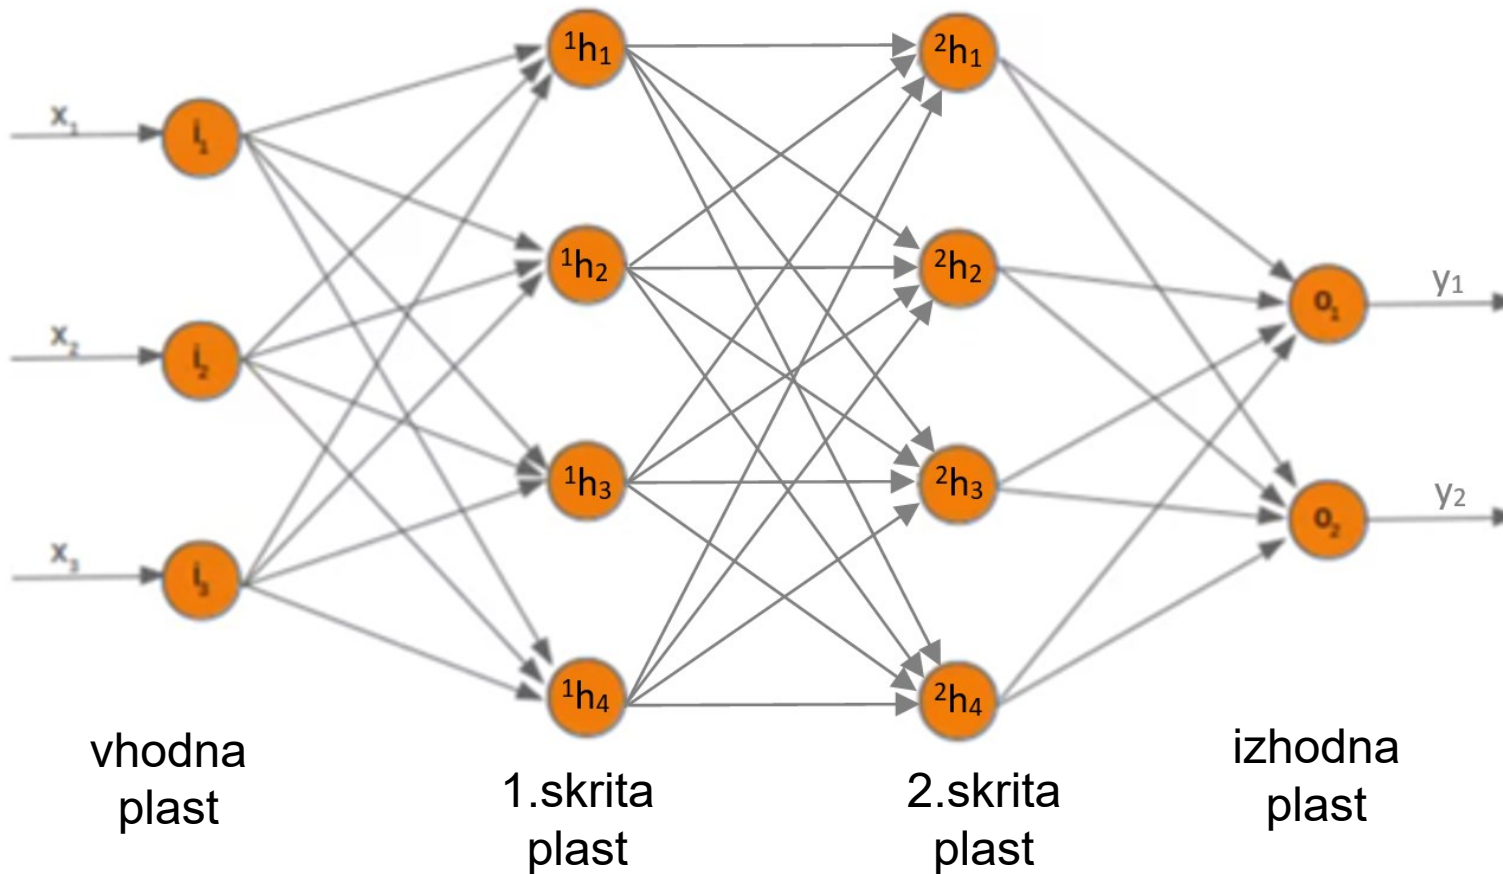 x₁
i₁
x₂
i₂
x₃
i₃
¹h₁
¹h₂
¹h₃
¹h₄
²h₁
²h₂
²h₃
²h₄
o₁
y₁
o₂
y₂
vhodna
plast
1.skrita
plast
2.skrita
plast
izhodna
plast